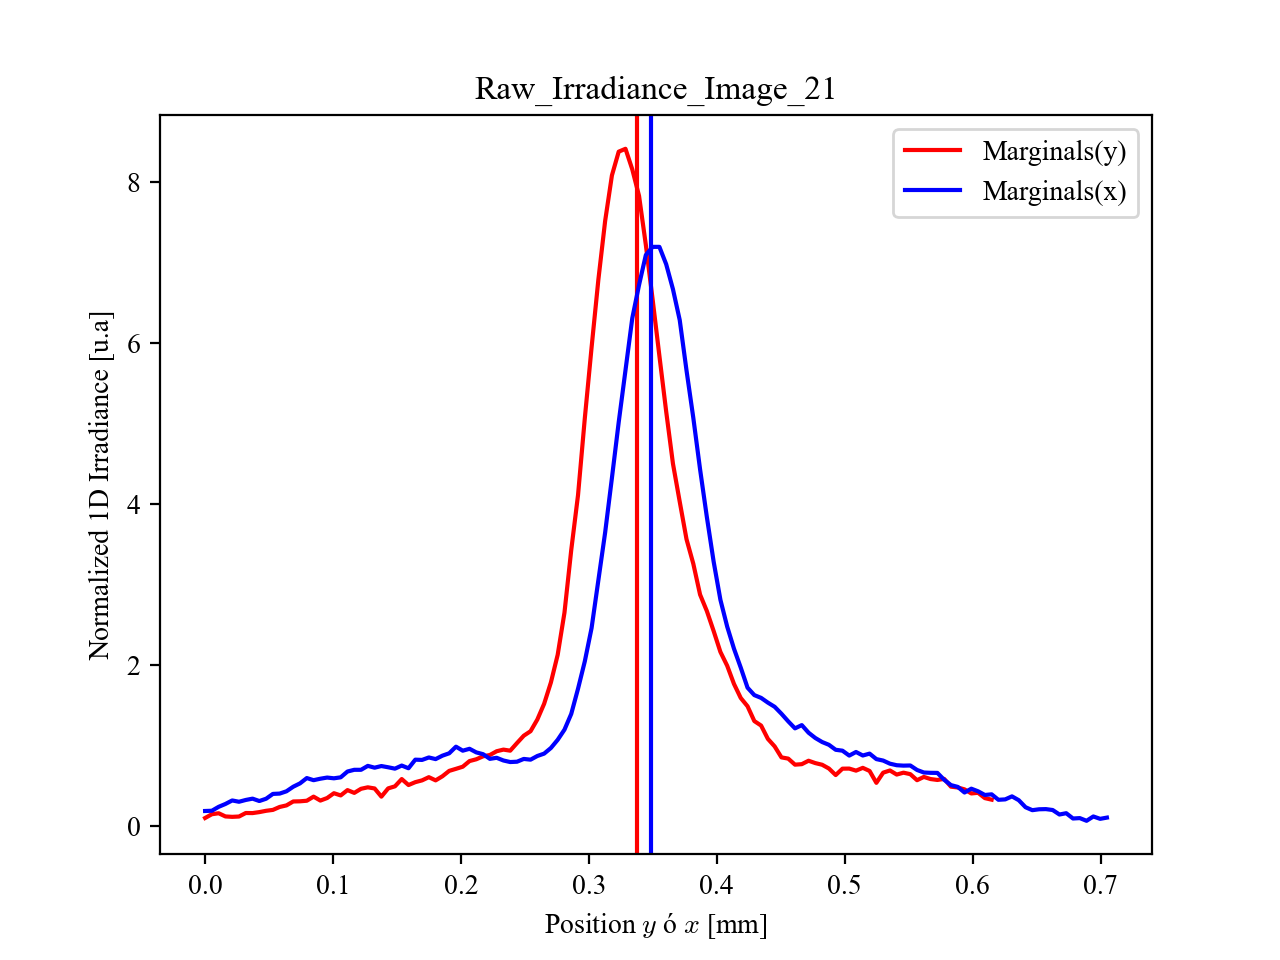 Raw_Irradiance_Image_21
Marginals(y)
Marginals(x)
Normalized 1D Irradiance [u.a]
8
6
4
2
0
0.0 0.1 0.2 0.3 0.4 0.5 0.6 0.7
Position y ó x [mm]